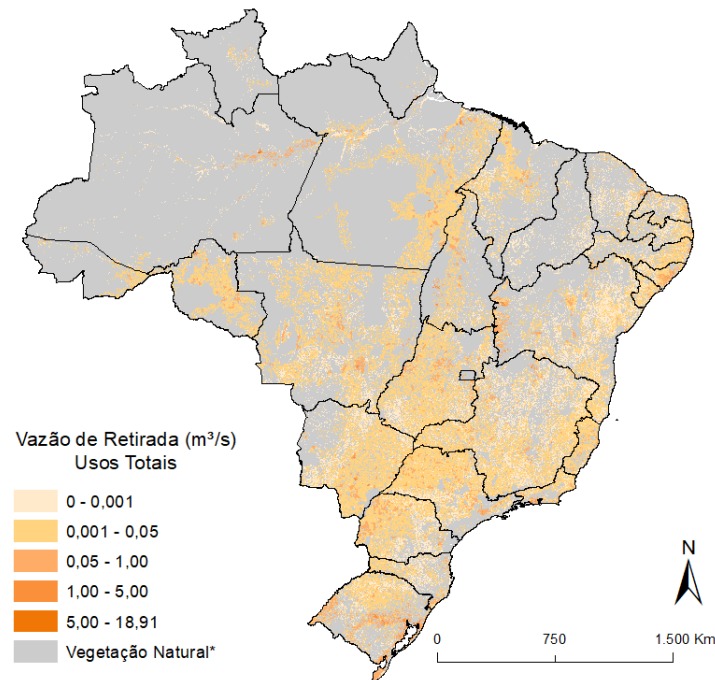 Vazão de Retirada (m³/s)
Usos Totais
0 - 0,001
0,001 - 0,05
0,05 - 1,00
1,00 - 5,00
5,00 - 18,91
Vegetação Natural*
N
0 750 1.500 Km